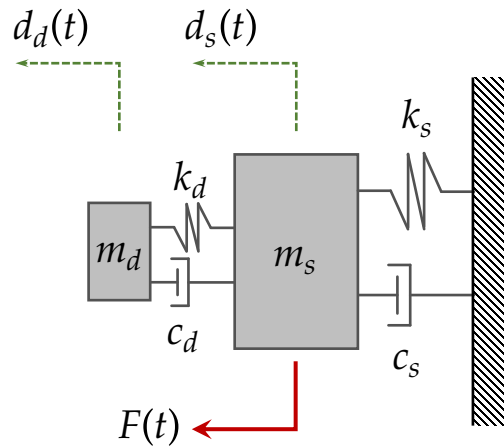 d_d(t) d_s(t)
k_s
k_d
m_d m_s
c_d c_s
F(t)